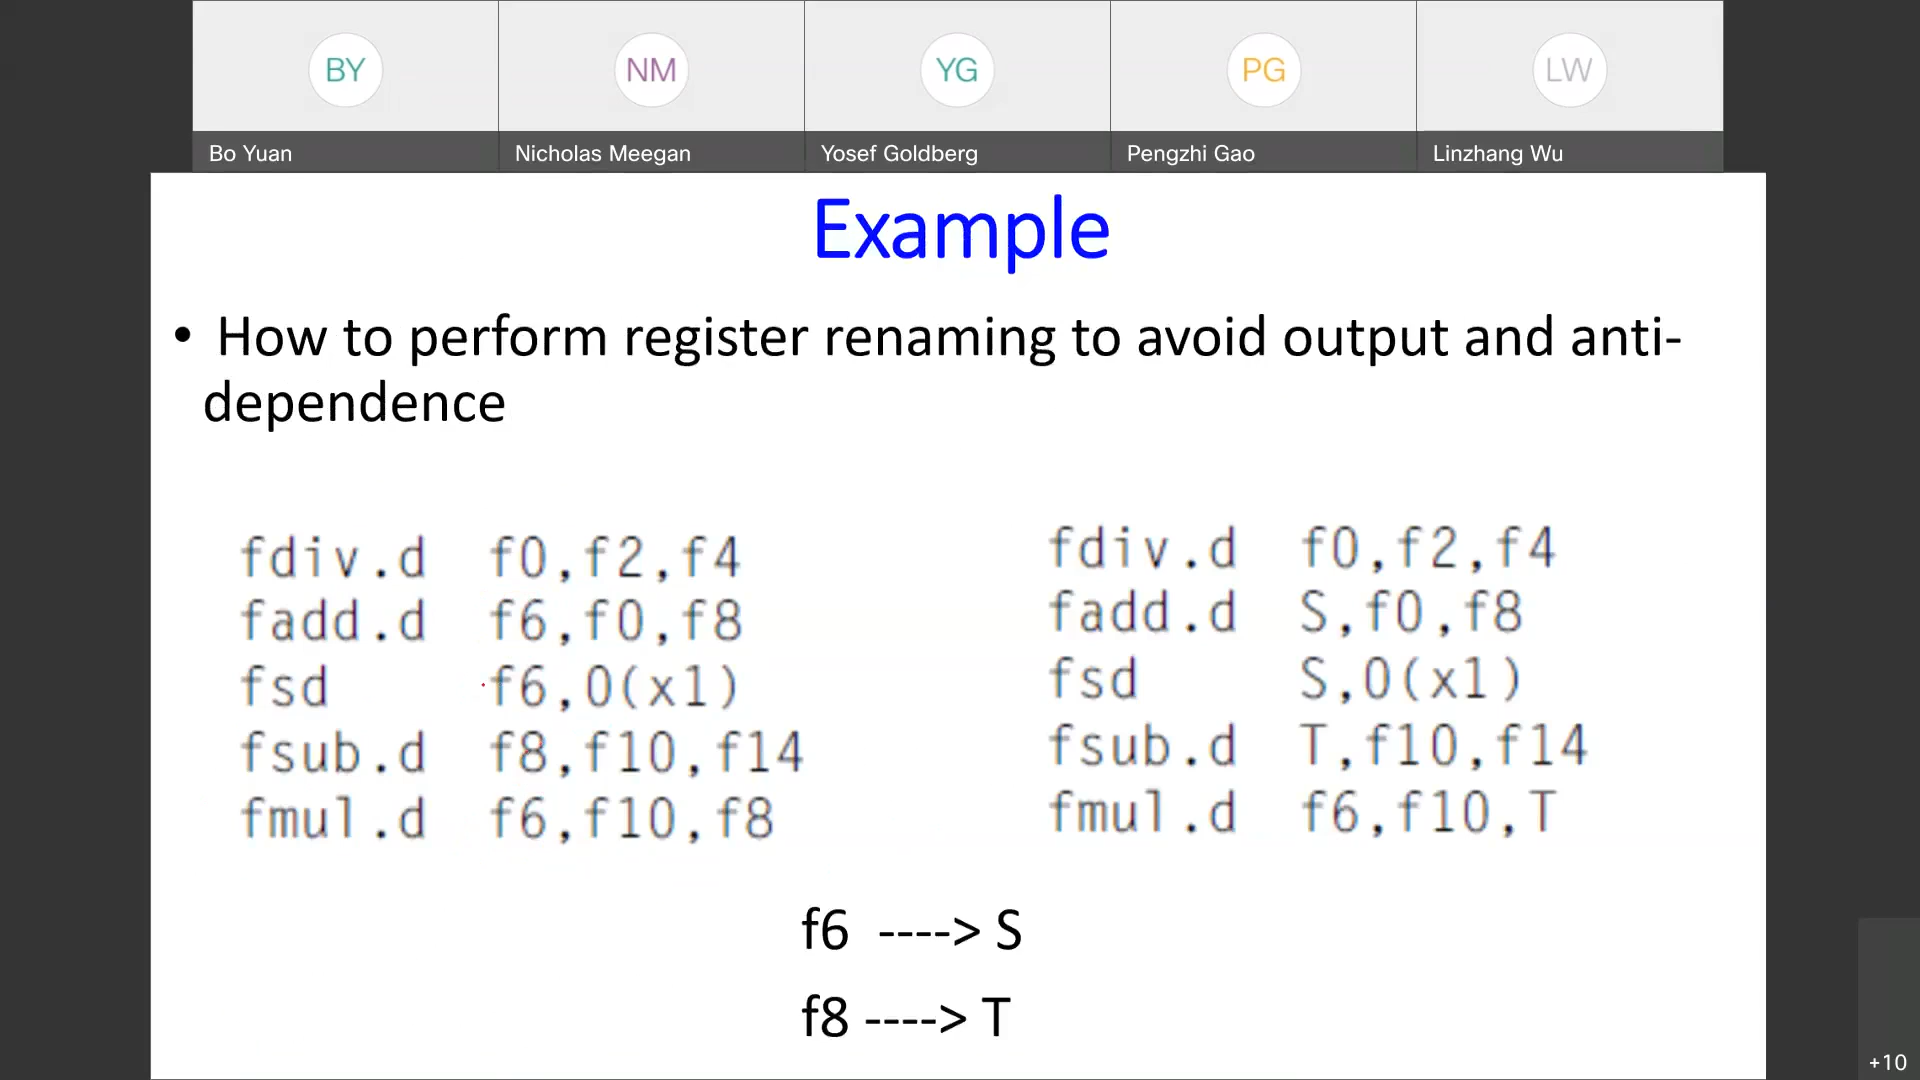 BY
NM
YG
PG
LW
Bo Yuan
Nicholas Meegan
Yosef Goldberg
Pengzhi Gao
Linzhang Wu
Example
• How to perform register renaming to avoid output and anti-
dependence
fdiv.d f0,f2,f4
fadd.d f6,f0,f8
fsd f6,0(x1)
fsub.d f8,f10,f14
fmul.d f6,f10,f8
fdiv.d f0,f2,f4
fadd.d S,f0,f8
fsd S,0(x1)
fsub.d T,f10,f14
fmul.d f6,f10,T
f6 ----> S
f8 ----> T
+10